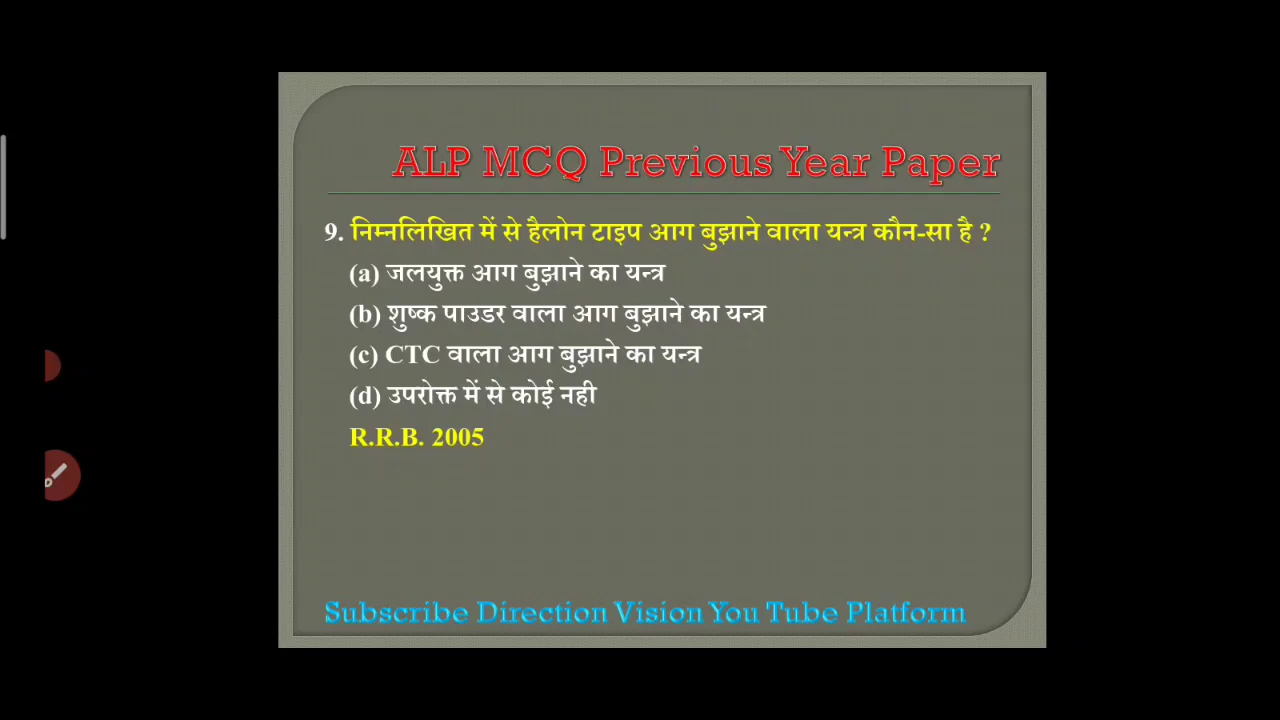 ALP MCQ Previous Year Paper
9. निम्नलिखित में से हैलोन टाइप आग बुझाने वाला यन्त्र कौन-सा है ?
(a) जलयुक्त आग बुझाने का यन्त्र
(b) शुष्क पाउडर वाला आग बुझाने का यन्त्र
(c) CTC वाला आग बुझाने का यन्त्र
(d) उपरोक्त में से कोई नही
R.R.B. 2005
Subscribe Direction Vision You Tube Platform